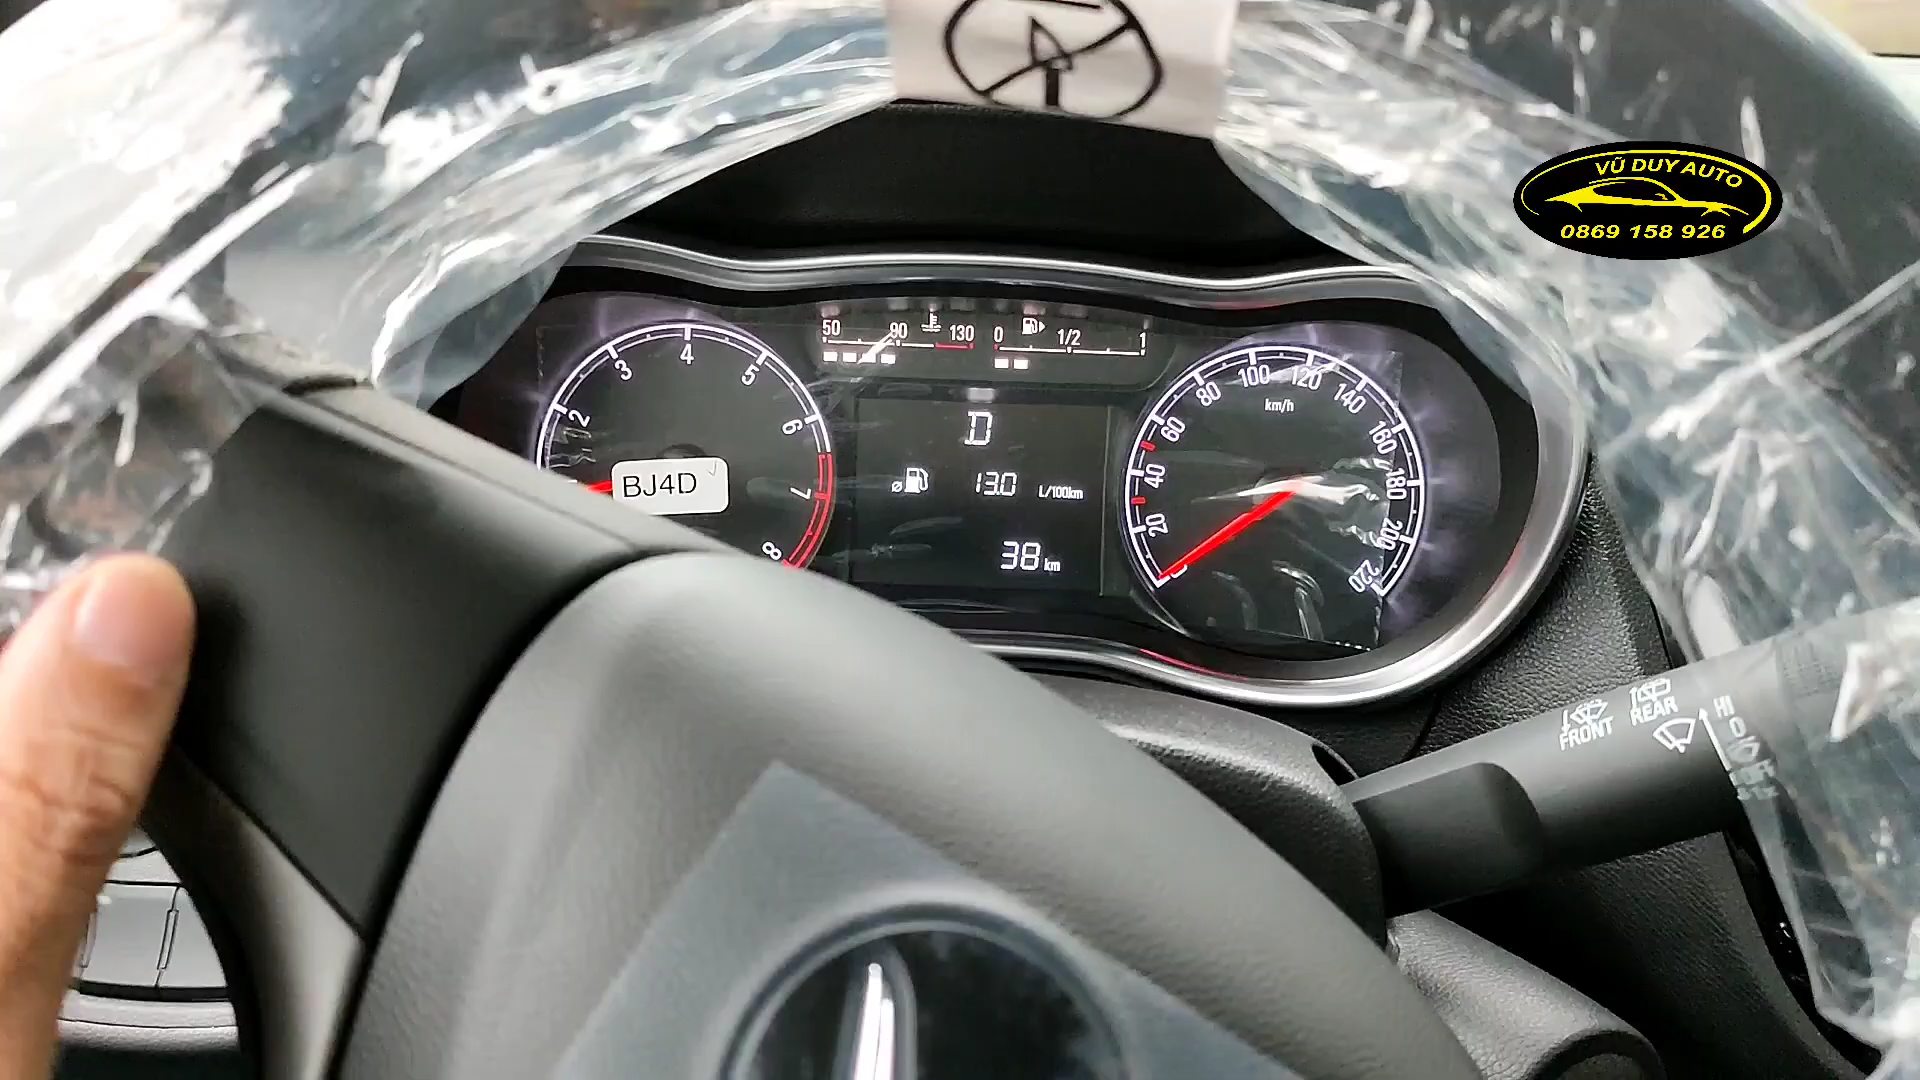 VŨ DUY AUTO
0869 158 926
50 90 130
0 1/2 1
2 3 4 5 6 7 8
BJ4D
D
13.0 L/100km
38 km
20 40 60 80 100 120 140 160 180 200 220
km/h
FRONT
REAR
HI